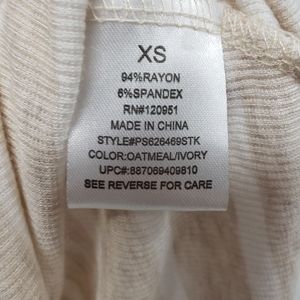 XS
94%RAYON
6%SPANDEX
RN#120951
MADE IN CHINA
STYLE#PS626469STK
COLOR:OATMEAL/IVORY
UPC#:887069409810
SEE REVERSE FOR CARE